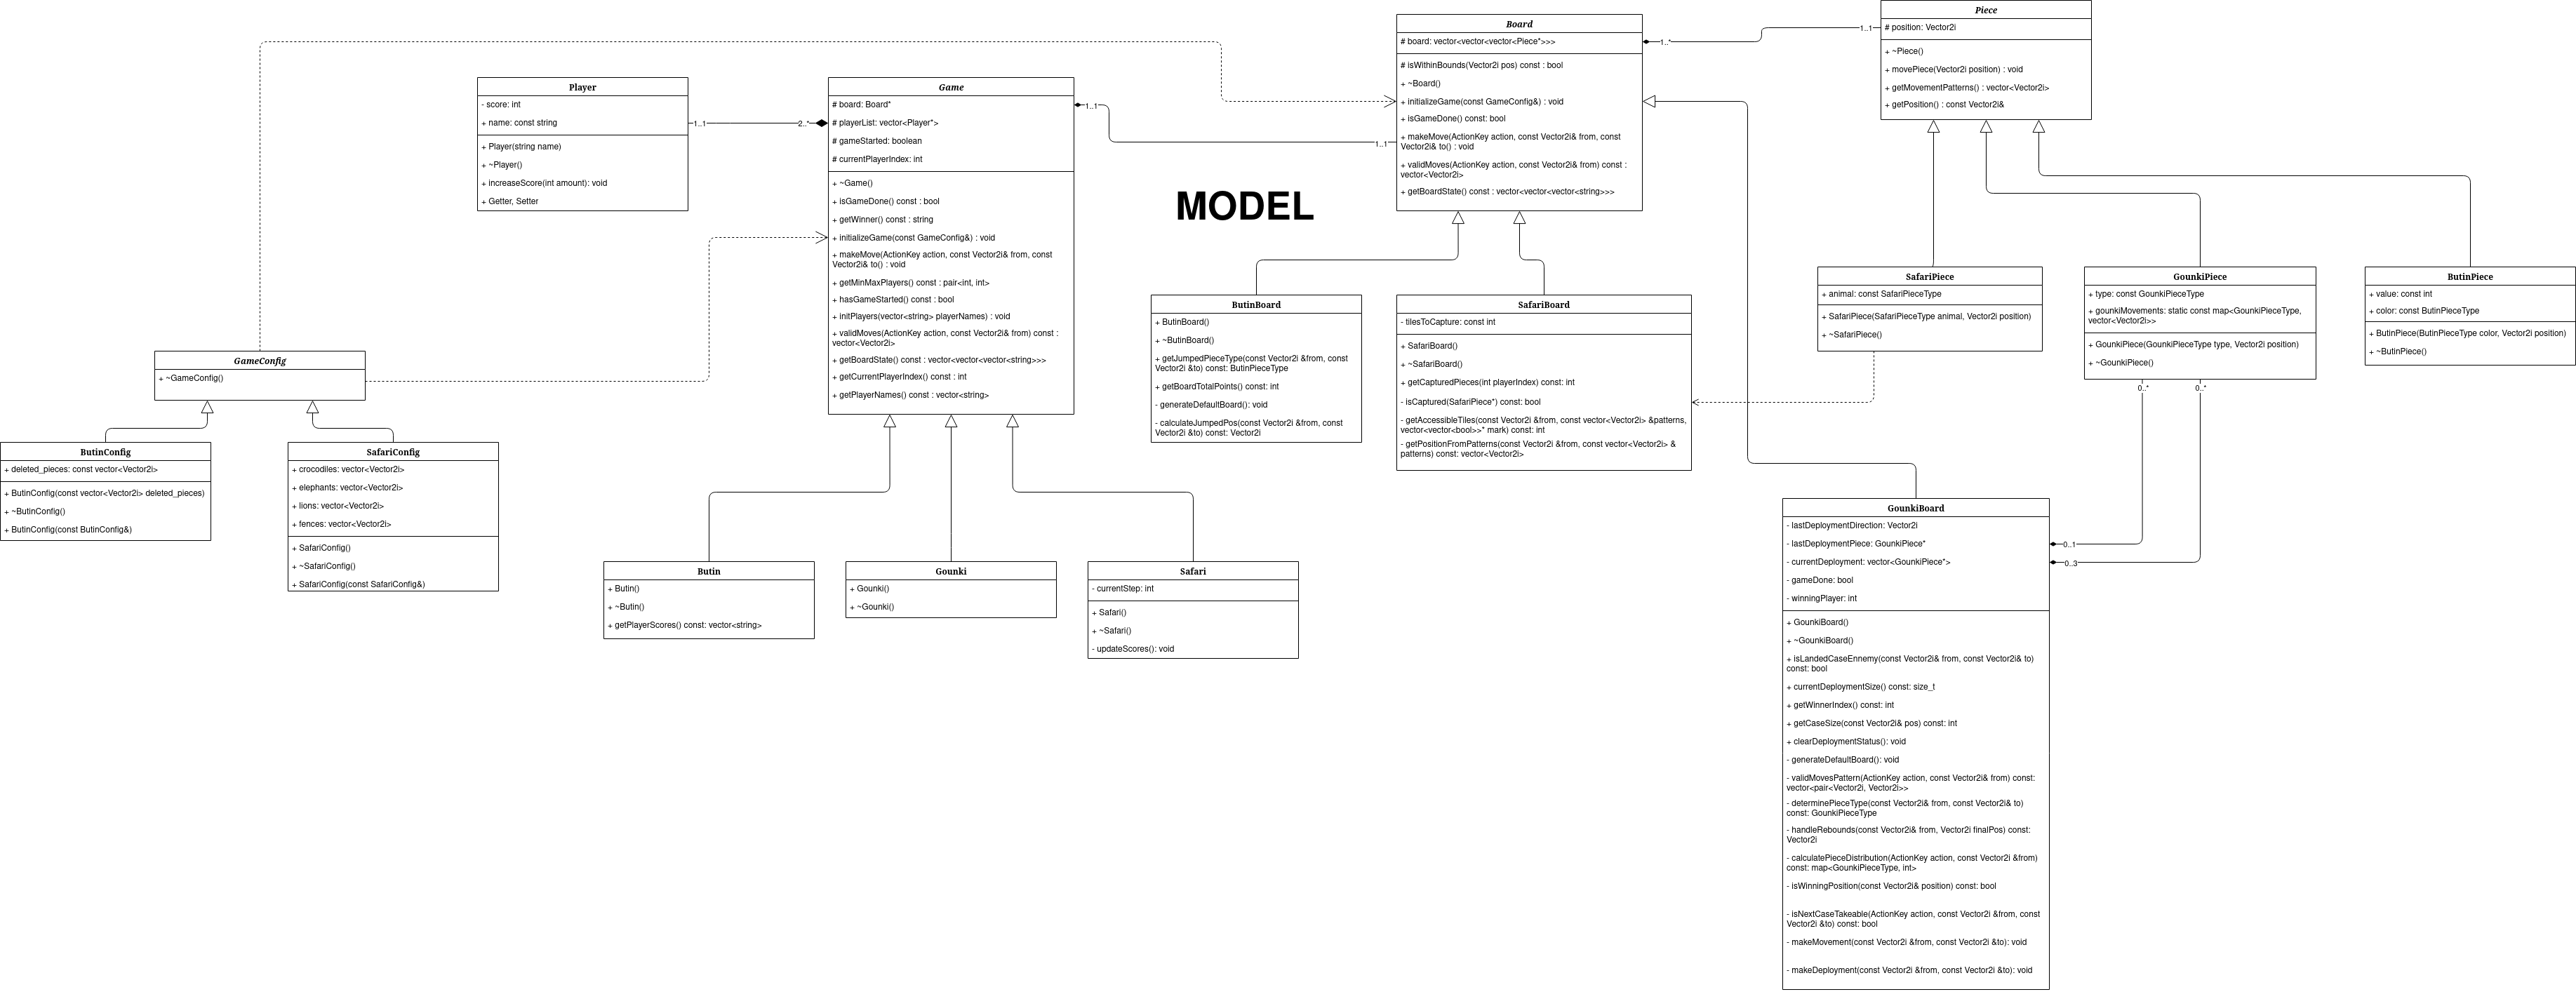 Piece
# position: Vector2i
+ ~Piece()
+ movePiece(Vector2i position) : void
+ getMovementPatterns() : vector<Vector2i>
+ getPosition() : const Vector2i&
1..1
Board
# board: vector<vector<vector<Piece*>>>
# isWithinBounds(Vector2i pos) const : bool
+ ~Board()
+ initializeGame(const GameConfig&) : void
+ isGameDone() const: bool
+ makeMove(ActionKey action, const Vector2i& from, const
Vector2i& to() : void
+ validMoves(ActionKey action, const Vector2i& from) const :
vector<Vector2i>
+ getBoardState() const : vector<vector<vector<string>>>
1..*
1..1
Player
- score: int
+ name: const string
+ Player(string name)
+ ~Player()
+ increaseScore(int amount): void
+ Getter, Setter
1..1
2..*
Game
# board: Board*
# playerList: vector<Player*>
# gameStarted: boolean
# currentPlayerIndex: int
+ ~Game()
+ isGameDone() const : bool
+ getWinner() const : string
+ initializeGame(const GameConfig&) : void
+ makeMove(ActionKey action, const Vector2i& from, const
Vector2i& to() : void
+ getMinMaxPlayers() const : pair<int, int>
+ hasGameStarted() const : bool
+ initPlayers(vector<string> playerNames) : void
+ validMoves(ActionKey action, const Vector2i& from) const :
vector<Vector2i>
+ getBoardState() const : vector<vector<vector<string>>>
+ getCurrentPlayerIndex() const : int
+ getPlayerNames() const : vector<string>
1..1
MODEL
SafariPiece
+ animal: const SafariPieceType
+ SafariPiece(SafariPieceType animal, Vector2i position)
+ ~SafariPiece()
GounkiPiece
+ type: const GounkiPieceType
+ gounkiMovements: static const map<GounkiPieceType,
vector<Vector2i>>
+ GounkiPiece(GounkiPieceType type, Vector2i position)
+ ~GounkiPiece()
0..*
0..*
ButinPiece
+ value: const int
+ color: const ButinPieceType
+ ButinPiece(ButinPieceType color, Vector2i position)
+ ~ButinPiece()
ButinBoard
+ ButinBoard()
+ ~ButinBoard()
+ getJumpedPieceType(const Vector2i &from, const
Vector2i &to) const: ButinPieceType
+ getBoardTotalPoints() const: int
- generateDefaultBoard(): void
- calculateJumpedPos(const Vector2i &from, const
Vector2i &to) const: Vector2i
SafariBoard
- tilesToCapture: const int
+ SafariBoard()
+ ~SafariBoard()
+ getCapturedPieces(int playerIndex) const: int
- isCaptured(SafariPiece*) const: bool
- getAccessibleTiles(const Vector2i &from, const vector<Vector2i> &patterns,
vector<vector<bool>>* mark) const: int
- getPositionFromPatterns(const Vector2i &from, const vector<Vector2i> &
patterns) const: vector<Vector2i>
GameConfig
+ ~GameConfig()
ButinConfig
+ deleted_pieces: const vector<Vector2i>
+ ButinConfig(const vector<Vector2i> deleted_pieces)
+ ~ButinConfig()
+ ButinConfig(const ButinConfig&)
SafariConfig
+ crocodiles: vector<Vector2i>
+ elephants: vector<Vector2i>
+ lions: vector<Vector2i>
+ fences: vector<Vector2i>
+ SafariConfig()
+ ~SafariConfig()
+ SafariConfig(const SafariConfig&)
Butin
+ Butin()
+ ~Butin()
+ getPlayerScores() const: vector<string>
Gounki
+ Gounki()
+ ~Gounki()
Safari
- currentStep: int
+ Safari()
+ ~Safari()
- updateScores(): void
GounkiBoard
- lastDeploymentDirection: Vector2i
- lastDeploymentPiece: GounkiPiece*
- currentDeployment: vector<GounkiPiece*>
- gameDone: bool
- winningPlayer: int
+ GounkiBoard()
+ ~GounkiBoard()
+ isLandedCaseEnnemy(const Vector2i& from, const Vector2i& to)
const: bool
+ currentDeploymentSize() const: size_t
+ getWinnerIndex() const: int
+ getCaseSize(const Vector2i& pos) const: int
+ clearDeploymentStatus(): void
- generateDefaultBoard(): void
- validMovesPattern(ActionKey action, const Vector2i& from) const:
vector<pair<Vector2i, Vector2i>>
- determinePieceType(const Vector2i& from, const Vector2i& to)
const: GounkiPieceType
- handleRebounds(const Vector2i& from, Vector2i finalPos) const:
Vector2i
- calculatePieceDistribution(ActionKey action, const Vector2i &from)
const: map<GounkiPieceType, int>
- isWinningPosition(const Vector2i& position) const: bool
- isNextCaseTakeable(ActionKey action, const Vector2i &from, const
Vector2i &to) const: bool
- makeMovement(const Vector2i &from, const Vector2i &to): void
- makeDeployment(const Vector2i &from, const Vector2i &to): void
0..1
0..3